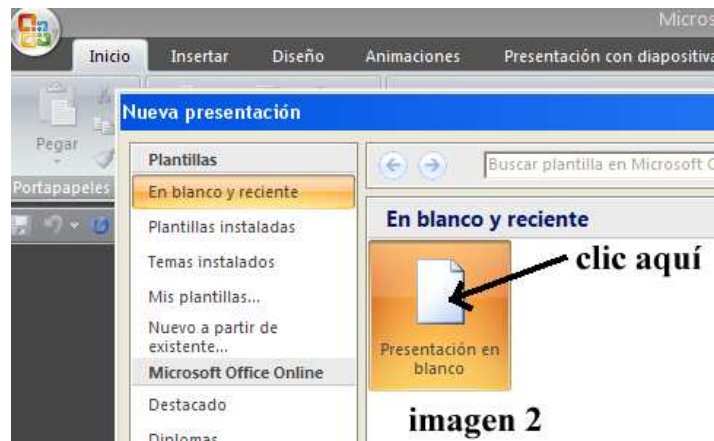 Micros
Inicio Insertar Diseño Animaciones Presentación con diapositiva
Nueva presentación
Pegar
Portapapeles
Plantillas
En blanco y reciente
Plantillas instaladas
Temas instalados
Mis plantillas...
Nuevo a partir de
existente...
Microsoft Office Online
Destacado
Diplomas
Buscar plantilla en Microsoft O
En blanco y reciente
clic aquí
Presentación en
blanco
imagen 2